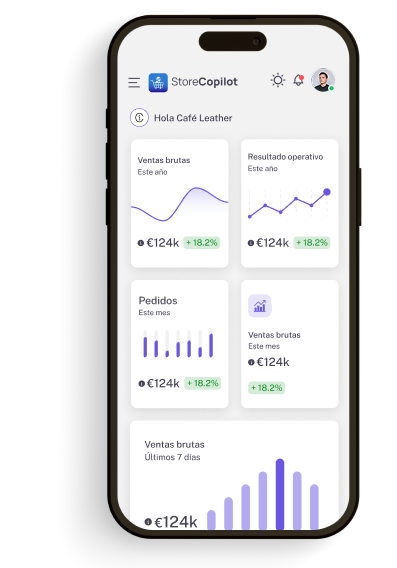 StoreCopilot
Hola Café Leather
Ventas brutas
Este año
€124k
+ 18.2%
Resultado operativo
Este año
€124k
+ 18.2%
Pedidos
Este mes
€124k
+ 18.2%
Ventas brutas
Este mes
€124k
+ 18.2%
Ventas brutas
Últimos 7 días
€124k